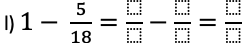 I) 1 − 5/18 = ⬚/⬚ − ⬚/⬚ = ⬚/⬚